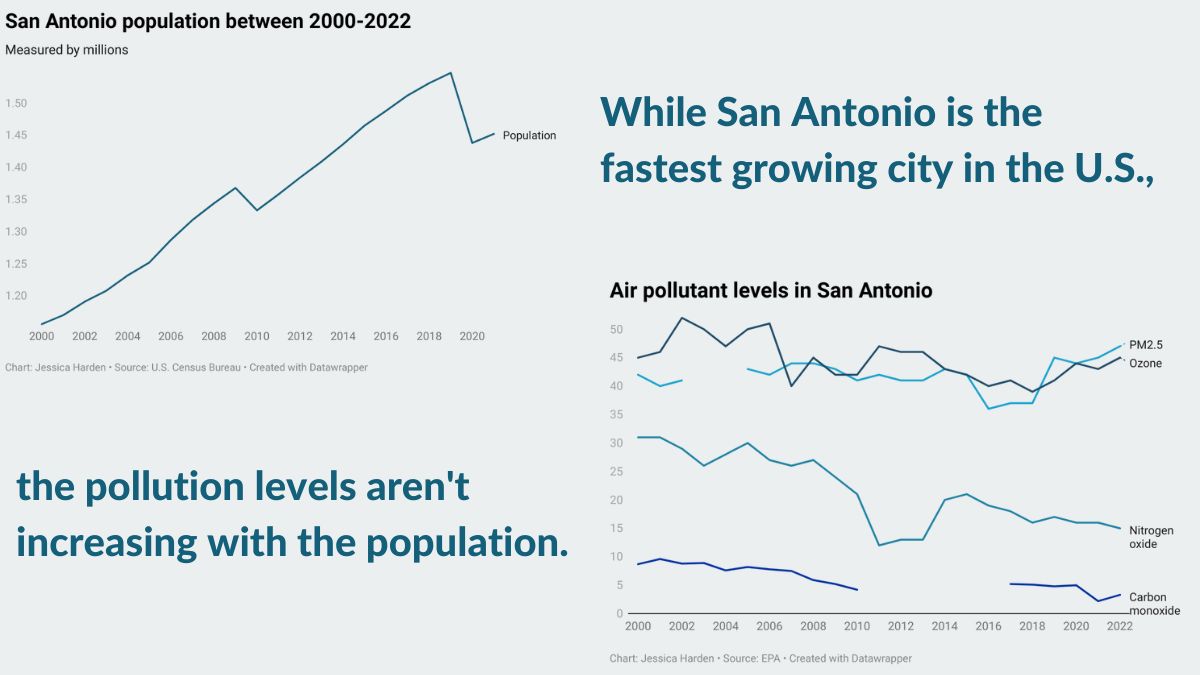 San Antonio population between 2000-2022
Measured by millions
1.50
1.45
1.40
1.35
1.30
1.25
1.20
Population
2000 2002 2004 2006 2008 2010 2012 2014 2016 2018 2020
Chart: Jessica Harden • Source: U.S. Census Bureau • Created with Datawrapper
While San Antonio is the
fastest growing city in the U.S.,
the pollution levels aren't
increasing with the population.
Air pollutant levels in San Antonio
50
45
40
35
30
25
20
15
10
5
0
PM2.5
Ozone
Nitrogen
oxide
Carbon
monoxide
2000 2002 2004 2006 2008 2010 2012 2014 2016 2018 2020 2022
Chart: Jessica Harden • Source: EPA • Created with Datawrapper